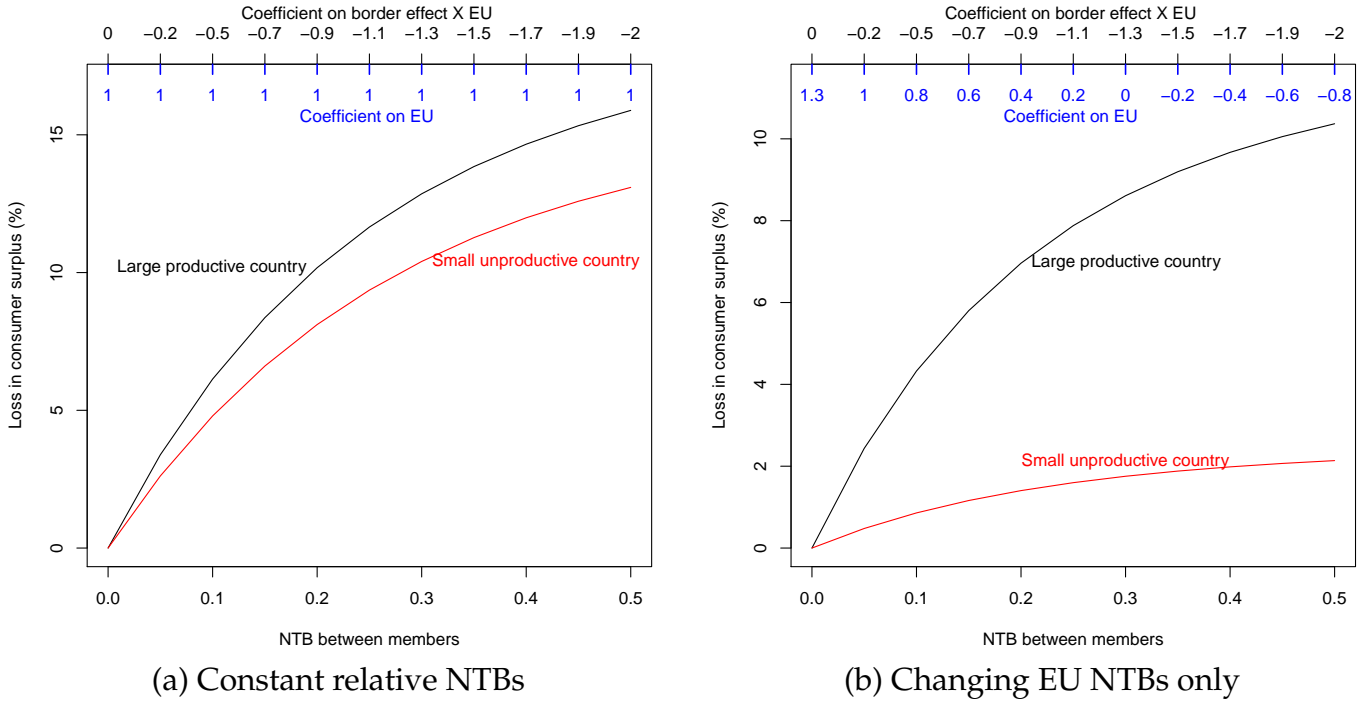 Coefficient on border effect X EU
0 −0.2 −0.5 −0.7 −0.9 −1.1 −1.3 −1.5 −1.7 −1.9 −2
1 1 1 1 1 1 1 1 1 1 1
Coefficient on EU
Loss in consumer surplus (%)
15
10
5
0
Large productive country
Small unproductive country
0.0 0.1 0.2 0.3 0.4 0.5
NTB between members
(a) Constant relative NTBs
Coefficient on border effect X EU
0 −0.2 −0.5 −0.7 −0.9 −1.1 −1.3 −1.5 −1.7 −1.9 −2
1.3 1 0.8 0.6 0.4 0.2 0 −0.2 −0.4 −0.6 −0.8
Coefficient on EU
Loss in consumer surplus (%)
10
8
6
4
2
0
Large productive country
Small unproductive country
0.0 0.1 0.2 0.3 0.4 0.5
NTB between members
(b) Changing EU NTBs only